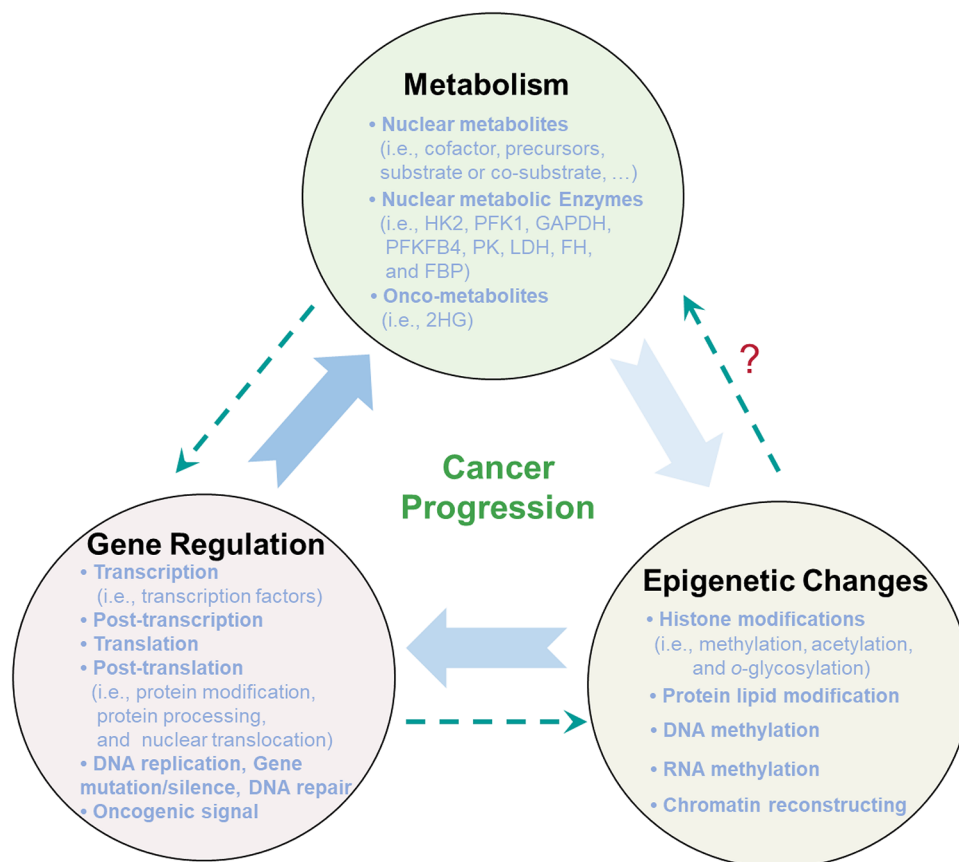 Metabolism
• Nuclear metabolites
(i.e., cofactor, precursors,
substrate or co-substrate, …)
• Nuclear metabolic Enzymes
(i.e., HK2, PFK1, GAPDH,
PFKFB4, PK, LDH, FH,
and FBP)
• Onco-metabolites
(i.e., 2HG)
?
Cancer
Progression
Gene Regulation
• Transcription
(i.e., transcription factors)
• Post-transcription
• Translation
• Post-translation
(i.e., protein modification,
protein processing,
and nuclear translocation)
• DNA replication, Gene
mutation/silence, DNA repair
• Oncogenic signal
Epigenetic Changes
• Histone modifications
(i.e., methylation, acetylation,
and o-glycosylation)
• Protein lipid modification
• DNA methylation
• RNA methylation
• Chromatin reconstructing